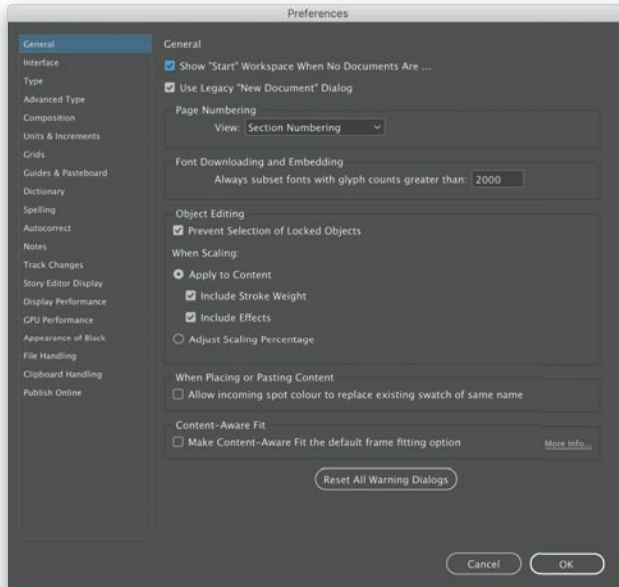 Preferences
General
Interface
Type
Advanced Type
Composition
Units & Increments
Grids
Guides & Pasteboard
Dictionary
Spelling
Autocorrect
Notes
Track Changes
Story Editor Display
Display Performance
GPU Performance
Appearance of Black
File Handling
Clipboard Handling
Publish Online
General
Show "Start" Workspace When No Documents Are ...
Use Legacy "New Document" Dialog
Page Numbering
View: Section Numbering
Font Downloading and Embedding
Always subset fonts with glyph counts greater than: 2000
Object Editing
Prevent Selection of Locked Objects
When Scaling:
Apply to Content
Include Stroke Weight
Include Effects
Adjust Scaling Percentage
When Placing or Pasting Content
Allow incoming spot colour to replace existing swatch of same name
Content-Aware Fit
Make Content-Aware Fit the default frame fitting option More Info...
Reset All Warning Dialogs
Cancel OK